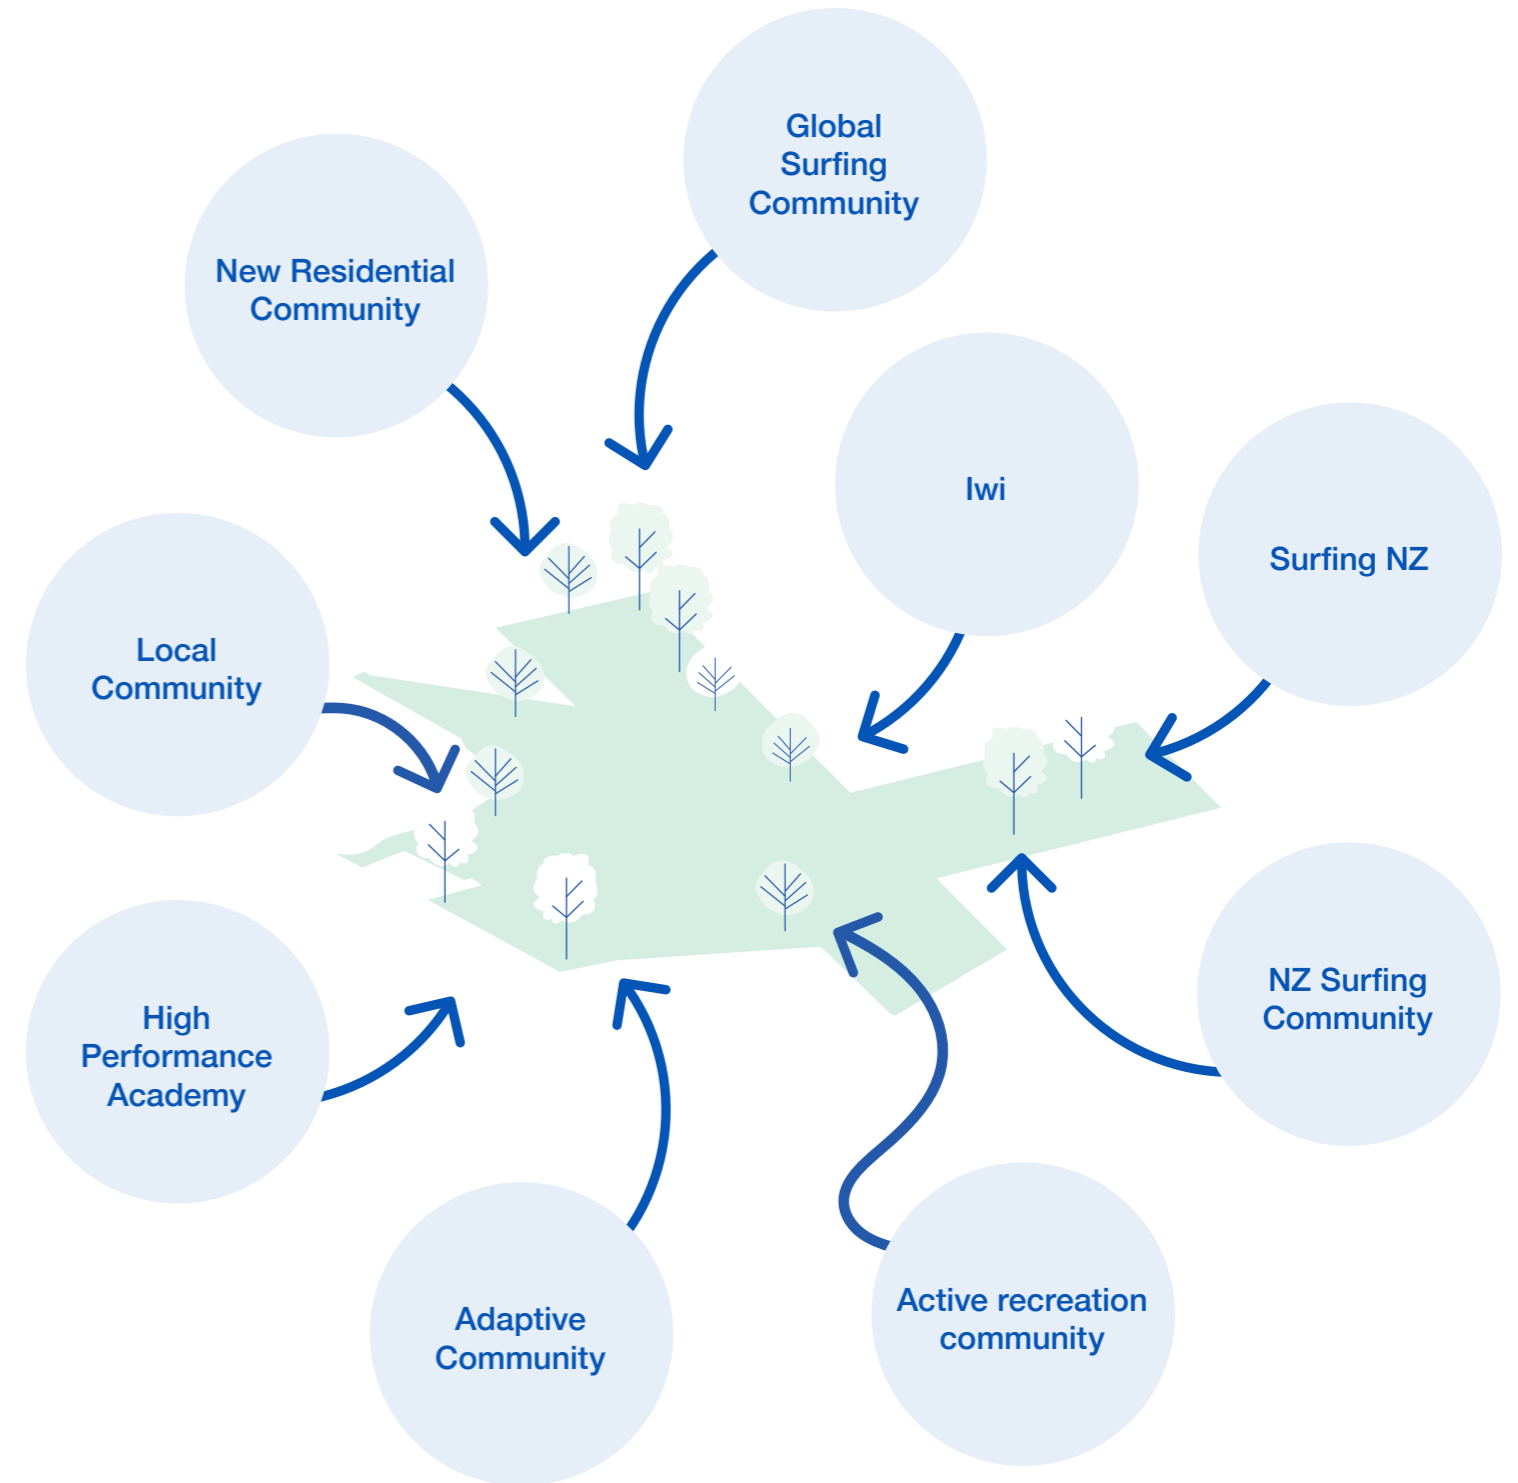 Global
Surfing
Community
New Residential
Community
Iwi
Surfing NZ
Local
Community
NZ Surfing
Community
High
Performance
Academy
Active recreation
community
Adaptive
Community